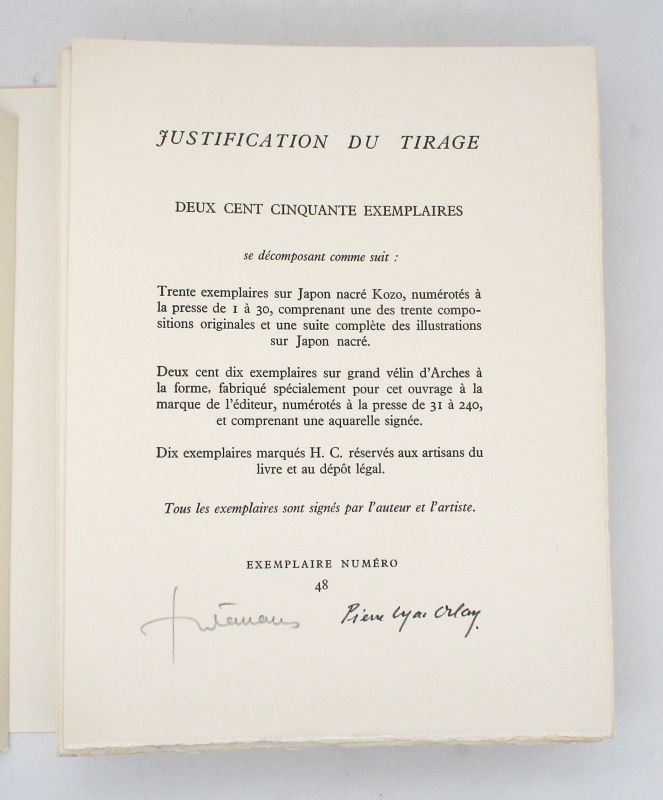 JUSTIFICATION DU TIRAGE
DEUX CENT CINQUANTE EXEMPLAIRES
se décomposant comme suit :
Trente exemplaires sur Japon nacré Kozo, numérotés à
la presse de 1 à 30, comprenant une des trente compo-
sitions originales et une suite complète des illustrations
sur Japon nacré.
Deux cent dix exemplaires sur grand vélin d'Arches à
la forme, fabriqué spécialement pour cet ouvrage à la
marque de l'éditeur, numérotés à la presse de 31 à 240,
et comprenant une aquarelle signée.
Dix exemplaires marqués H. C. réservés aux artisans du
livre et au dépôt légal.
Tous les exemplaires sont signés par l'auteur et l'artiste.
EXEMPLAIRE NUMÉRO
48
Pierre Mac Orlan